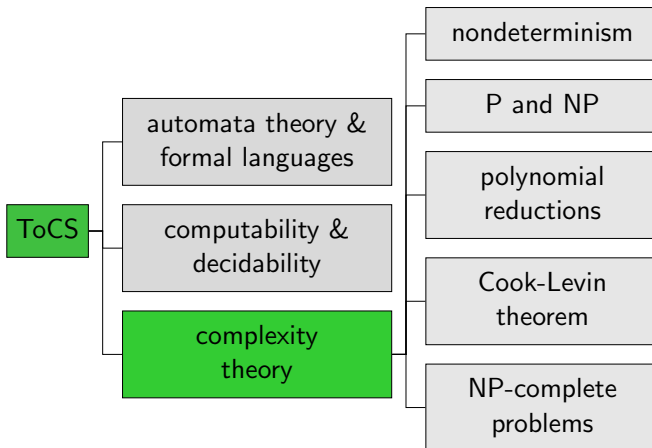 ToCS
automata theory &
formal languages
computability &
decidability
complexity
theory
nondeterminism
P and NP
polynomial
reductions
Cook-Levin
theorem
NP-complete
problems